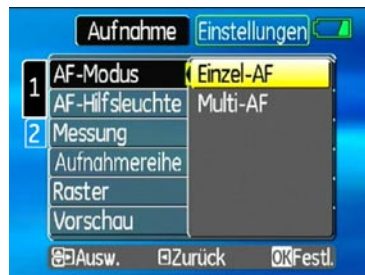 Aufnahme Einstellungen
1 AF-Modus Einzel-AF
AF-Hilfsleuchte Multi-AF
2 Messung
Aufnahmereihe
Raster
Vorschau
Ausw. Zurück OK Festl.